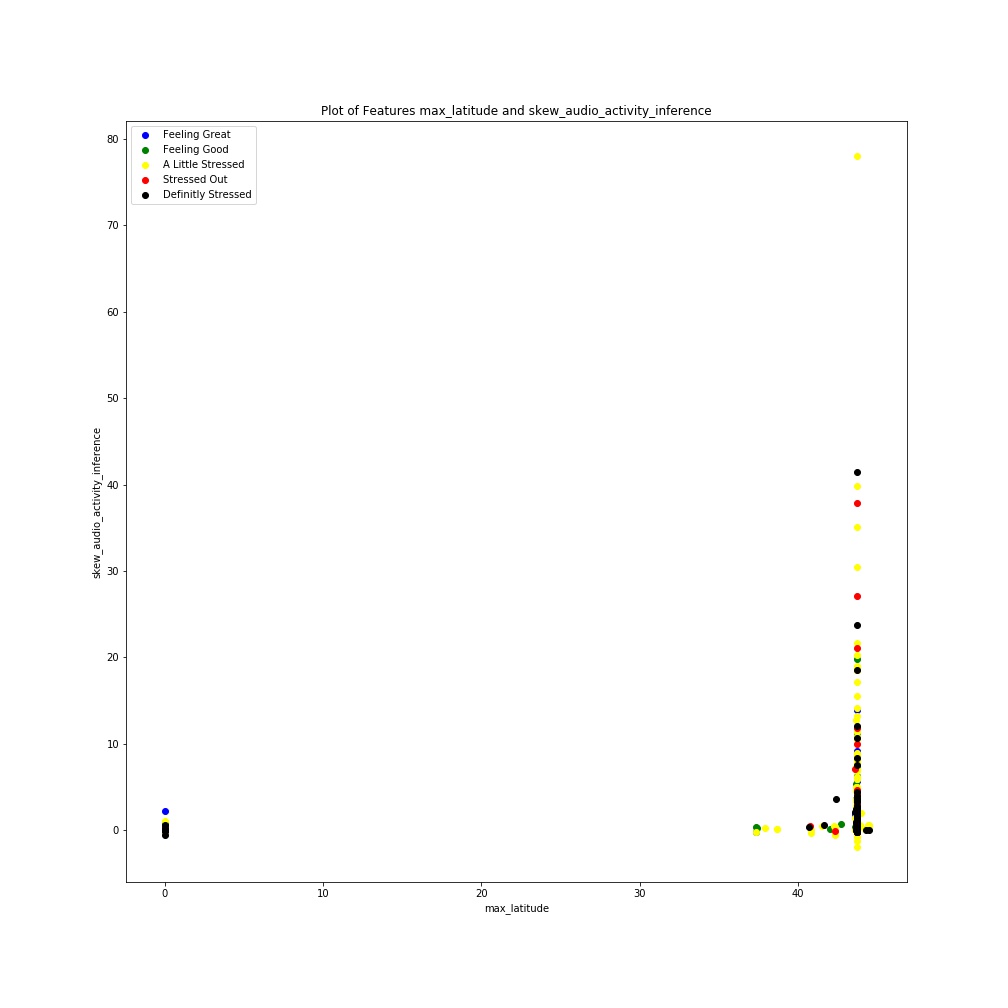 Plot of Features max_latitude and skew_audio_activity_inference
Feeling Great
Feeling Good
A Little Stressed
Stressed Out
Definitly Stressed
80
70
60
50
40
30
20
10
0
skew_audio_activity_inference
0 10 20 30 40
max_latitude